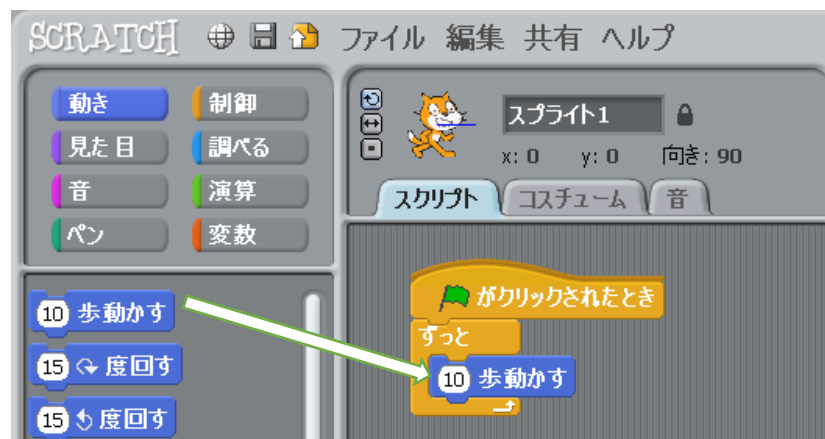 SCRATCH ファイル 編集 共有 ヘルプ
動き 制御
見た目 調べる
音 演算
ペン 変数
スプライト1
x: 0 y: 0 向き: 90
スクリプト コスチューム 音
10 歩動かす
15 度回す
15 度回す
がクリックされたとき
ずっと
10 歩動かす